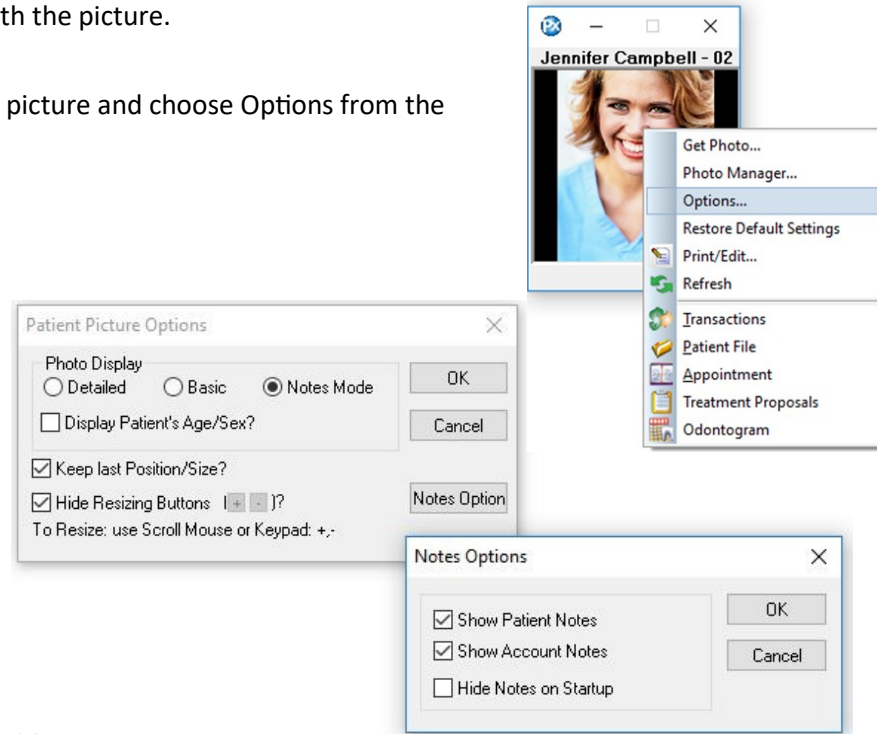 th the picture.
PX
Jennifer Campbell - 02
picture and choose Options from the
Get Photo...
Photo Manager...
Options...
Restore Default Settings
Print/Edit...
Refresh
Transactions
Patient File
Appointment
Treatment Proposals
Odontogram
Patient Picture Options
Photo Display
Detailed Basic Notes Mode
OK
Display Patient's Age/Sex?
Cancel
Keep last Position/Size?
Hide Resizing Buttons ( + - )?
Notes Option
To Resize: use Scroll Mouse or Keypad: +,-
Notes Options
Show Patient Notes
OK
Show Account Notes
Cancel
Hide Notes on Startup